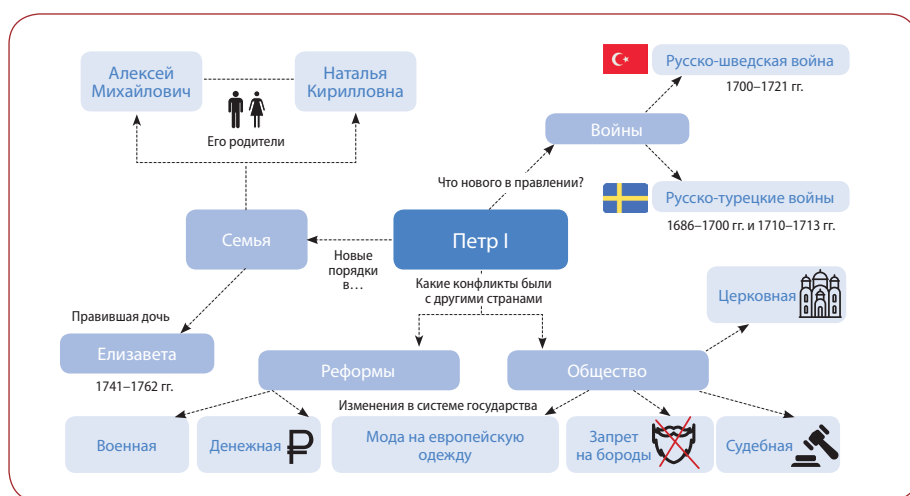 Алексей
Михайлович
Наталья
Кирилловна
Его родители
Русско-шведская война
1700–1721 гг.
Войны
Что нового в правлении?
Русско-турецкие войны
1686–1700 гг. и 1710–1713 гг.
Семья
Петр I
Новые
порядки
в…
Какие конфликты были
с другими странами
Церковная
Правившая дочь
Елизавета
1741–1762 гг.
Реформы
Общество
Изменения в системе государства
Военная
Денежная
Мода на европейскую
одежду
Запрет
на бороды
Судебная